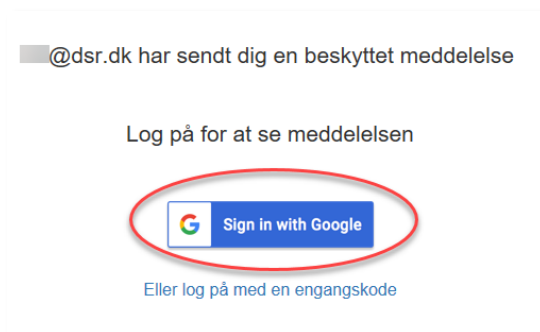 @dsr.dk har sendt dig en beskyttet meddelelse
Log på for at se meddelelsen
Sign in with Google
Eller log på med en engangskode